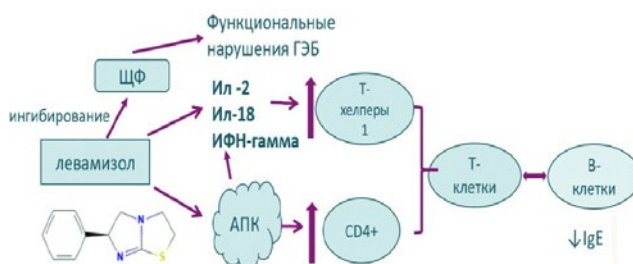 Функциональные
нарушения ГЭБ
ЩФ
ингибирование
левамизол
Ил -2
Ил-18
ИФН-гамма
Т-
хелперы
1
АПК
CD4+
Т-
клетки
В-
клетки
↓IgE
N
N
S